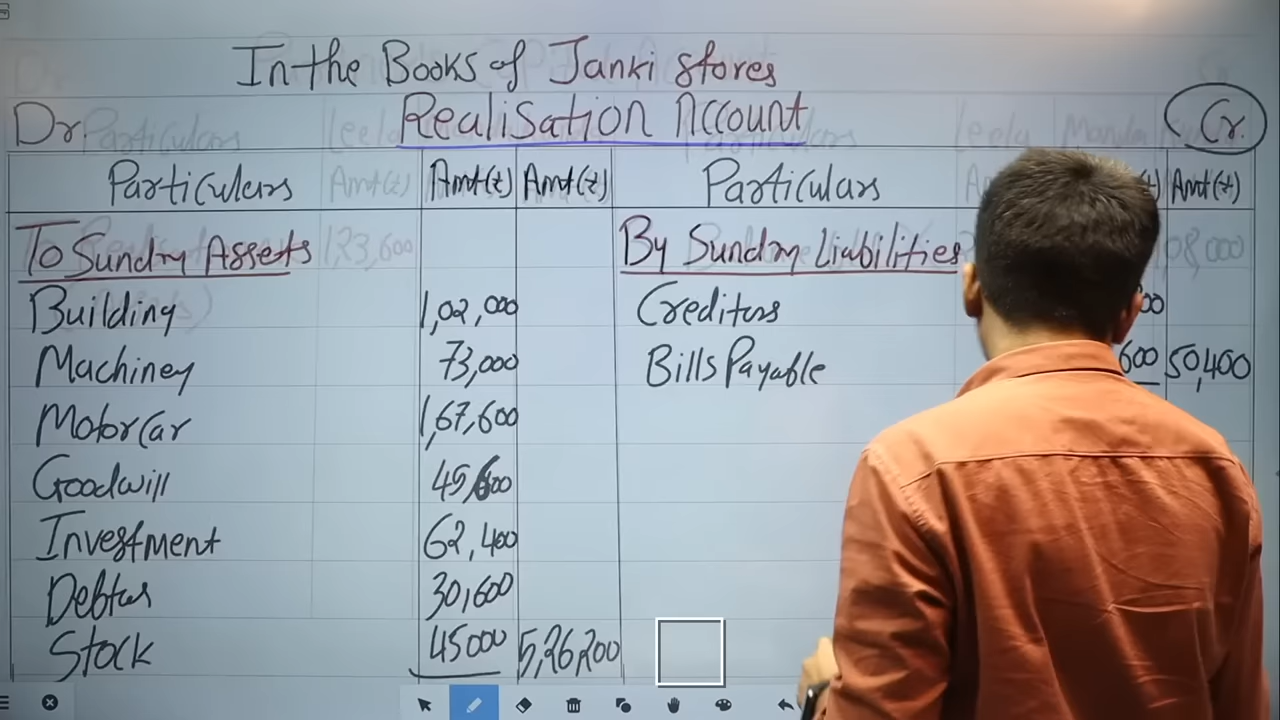 In the Books of Janki Stores
Dr. Realisation Account Cr.
Particulars Amt(₹) Amt(₹) Particulars Amt(₹)
To Sundry Assets By Sundry Liabilities
Building 1,02,000 Creditors
Machiney 73,000 Bills Payable 600 50,400
Motor Car 1,67,600
Goodwill 45,600
Investment 62,400
Debtors 30,600
Stock 45000 5,26,200